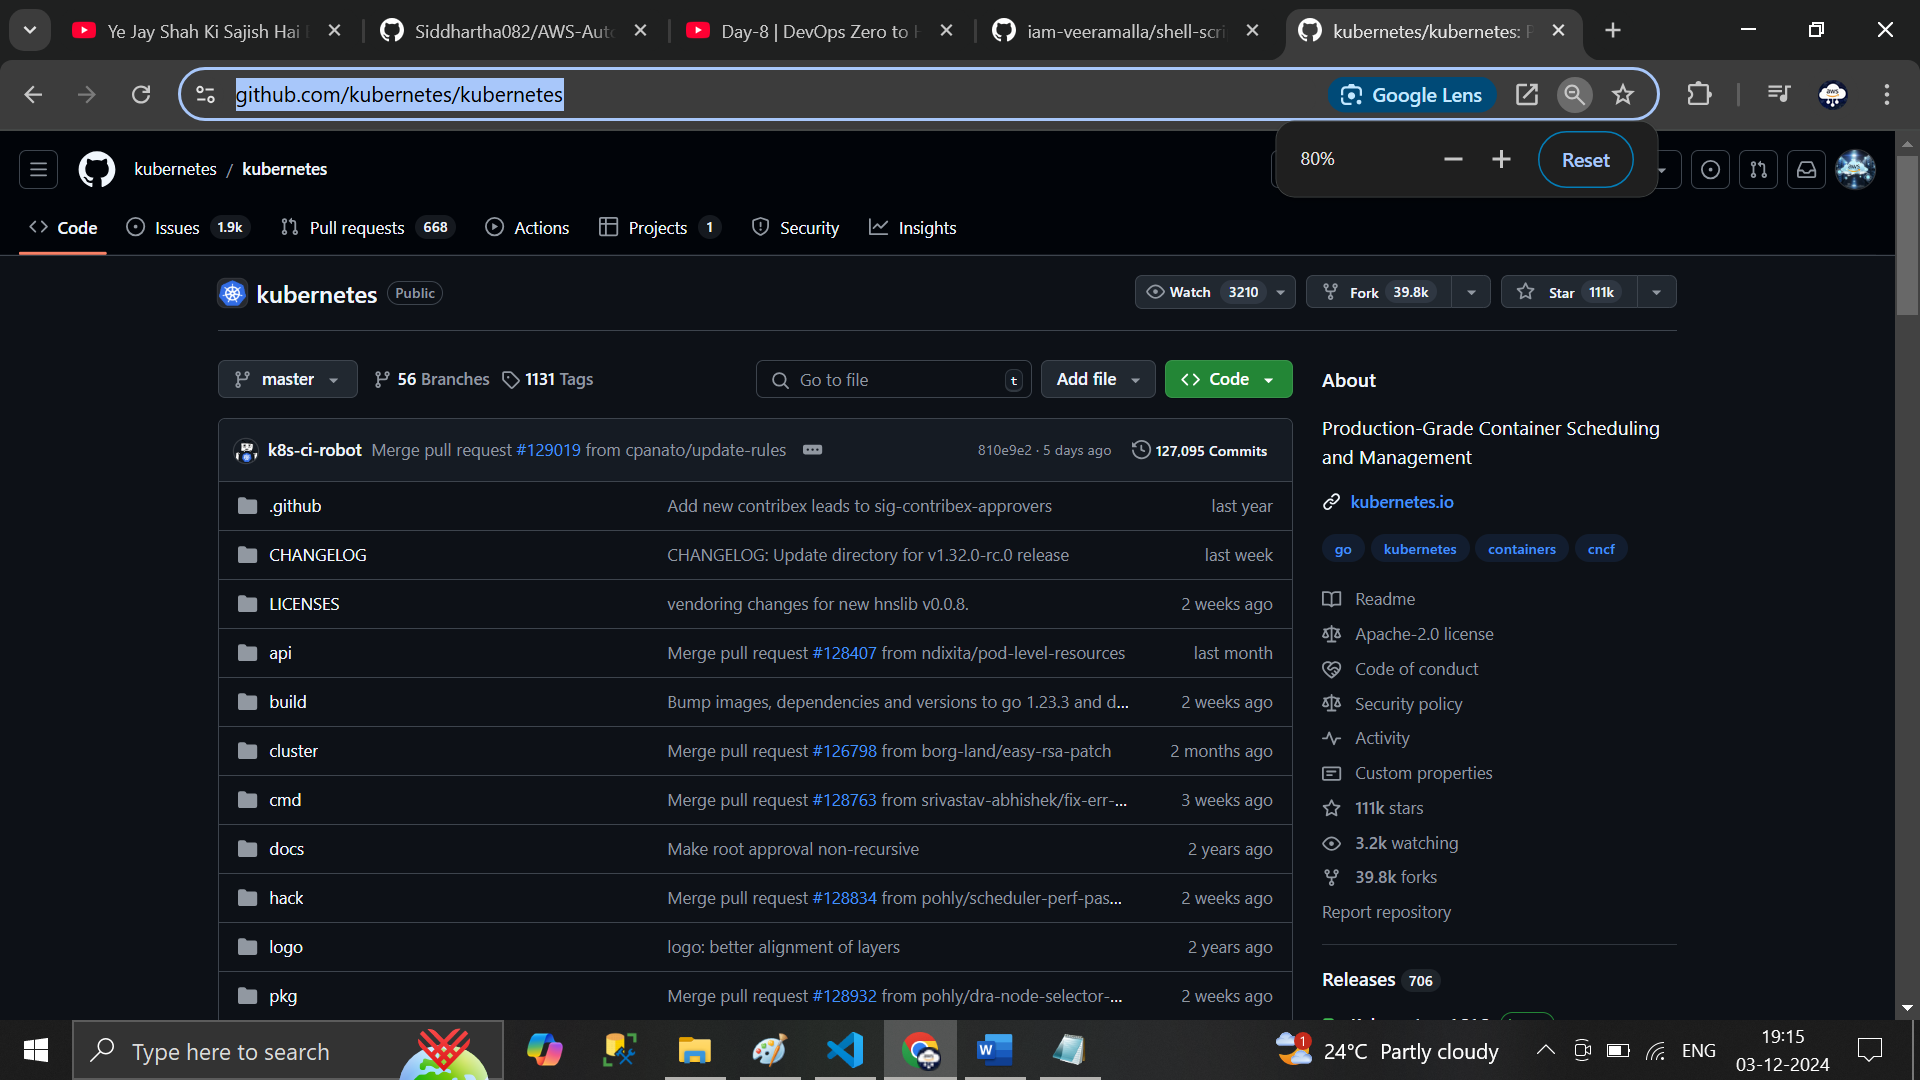 Ye Jay Shah Ki Sajish Hai
Siddhartha082/AWS-Auto
Day-8 | DevOps Zero to H
iam-veeramalla/shell-scri
kubernetes/kubernetes: P
github.com/kubernetes/kubernetes
Google Lens
80%
Reset
kubernetes / kubernetes
Code
Issues 1.9k
Pull requests 668
Actions
Projects 1
Security
Insights
kubernetes Public
Watch 3210
Fork 39.8k
Star 111k
master
56 Branches
1131 Tags
Go to file t
Add file
Code
k8s-ci-robot Merge pull request #129019 from cpanato/update-rules 810e9e2 · 5 days ago 127,095 Commits
.github Add new contribex leads to sig-contribex-approvers last year
CHANGELOG CHANGELOG: Update directory for v1.32.0-rc.0 release last week
LICENSES vendoring changes for new hnslib v0.0.8. 2 weeks ago
api Merge pull request #128407 from ndixita/pod-level-resources last month
build Bump images, dependencies and versions to go 1.23.3 and d... 2 weeks ago
cluster Merge pull request #126798 from borg-land/easy-rsa-patch 2 months ago
cmd Merge pull request #128763 from srivastav-abhishek/fix-err-... 3 weeks ago
docs Make root approval non-recursive 2 years ago
hack Merge pull request #128834 from pohly/scheduler-perf-pas... 2 weeks ago
logo logo: better alignment of layers 2 years ago
pkg Merge pull request #128932 from pohly/dra-node-selector-... 2 weeks ago
About
Production-Grade Container Scheduling
and Management
kubernetes.io
go kubernetes containers cncf
Readme
Apache-2.0 license
Code of conduct
Security policy
Activity
Custom properties
111k stars
3.2k watching
39.8k forks
Report repository
Releases 706
Type here to search
1
24°C Partly cloudy
ENG
19:15
03-12-2024